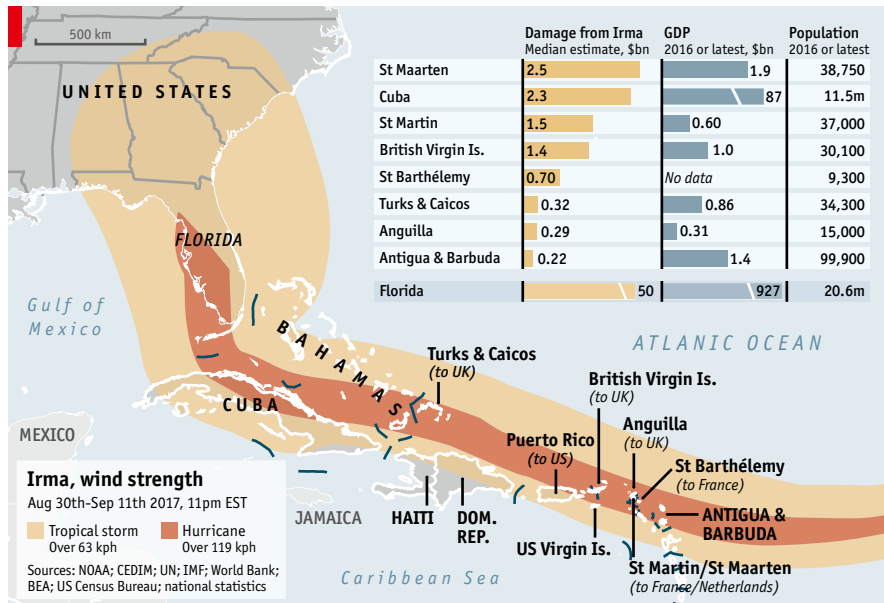 500 km
UNITED STATES
FLORIDA
Gulf of
Mexico
BAHAMAS
CUBA
MEXICO
JAMAICA
HAITI
DOM.
REP.
Caribbean Sea
ATLANIC OCEAN
Turks & Caicos
(to UK)
Puerto Rico
(to US)
British Virgin Is.
(to UK)
Anguilla
(to UK)
St Barthélemy
(to France)
ANTIGUA &
BARBUDA
US Virgin Is.
St Martin/St Maarten
(to France/Netherlands)
Damage from Irma GDP Population
Median estimate, $bn 2016 or latest, $bn 2016 or latest
St Maarten 2.5 1.9 38,750
Cuba 2.3 87 11.5m
St Martin 1.5 0.60 37,000
British Virgin Is. 1.4 1.0 30,100
St Barthélemy 0.70 No data 9,300
Turks & Caicos 0.32 0.86 34,300
Anguilla 0.29 0.31 15,000
Antigua & Barbuda 0.22 1.4 99,900
Florida 50 927 20.6m
Irma, wind strength
Aug 30th-Sep 11th 2017, 11pm EST
Tropical storm Hurricane
Over 63 kph Over 119 kph
Sources: NOAA; CEDIM; UN; IMF; World Bank;
BEA; US Census Bureau; national statistics